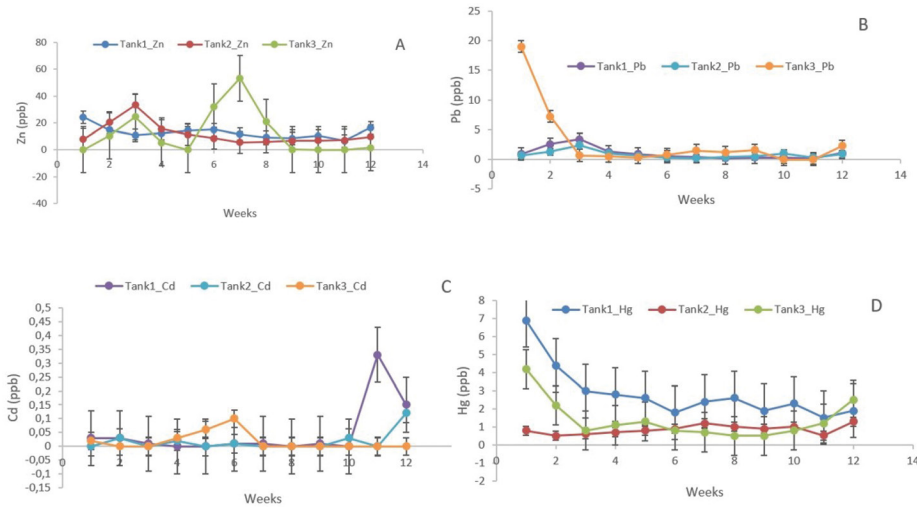 A
Tank1_Zn Tank2_Zn Tank3_Zn
80
60
40
20
0
-20
-40
0 2 4 6 8 10 12 14
Zn (ppb)
Weeks
B
Tank1_Pb Tank2_Pb Tank3_Pb
25
20
15
10
5
0
-5
0 2 4 6 8 10 12 14
Pb (ppb)
Weeks
C
Tank1_Cd Tank2_Cd Tank3_Cd
0,5
0,45
0,4
0,35
0,3
0,25
0,2
0,15
0,1
0,05
0
-0,05
-0,1
-0,15
0 2 4 6 8 10 12
Cd (ppb)
Weeks
D
Tank1_Hg Tank2_Hg Tank3_Hg
8
7
6
5
4
3
2
1
0
-1
-2
0 2 4 6 8 10 12 14
Hg (ppb)
Weeks